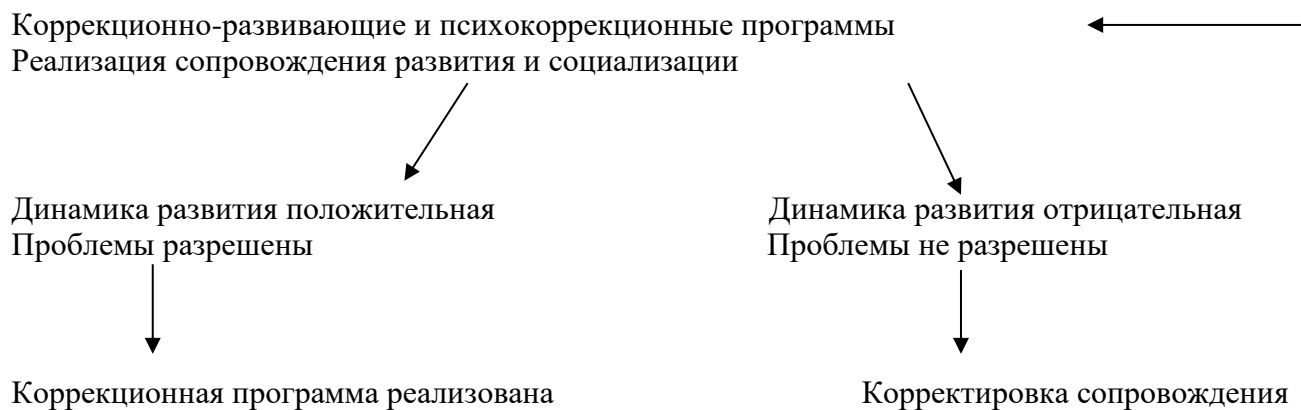 Коррекционно-развивающие и психокоррекционные программы
Реализация сопровождения развития и социализации
Динамика развития положительная
Проблемы разрешены
Динамика развития отрицательная
Проблемы не разрешены
Коррекционная программа реализована
Корректировка сопровождения